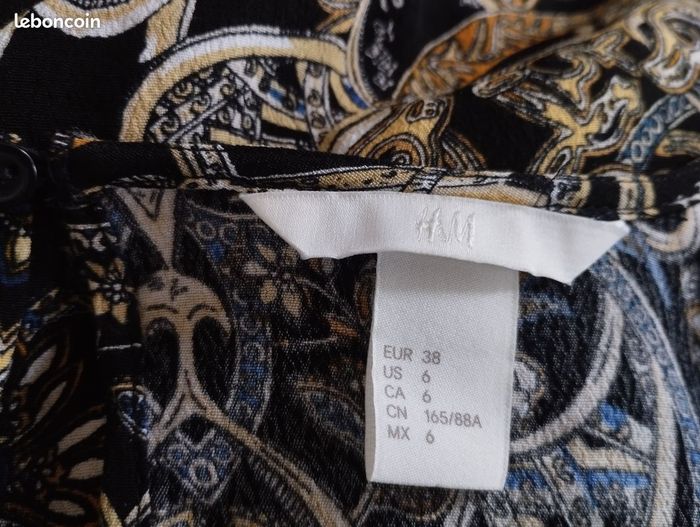 leboncoin
H&M
EUR 38
US 6
CA 6
CN 165/88A
MX 6